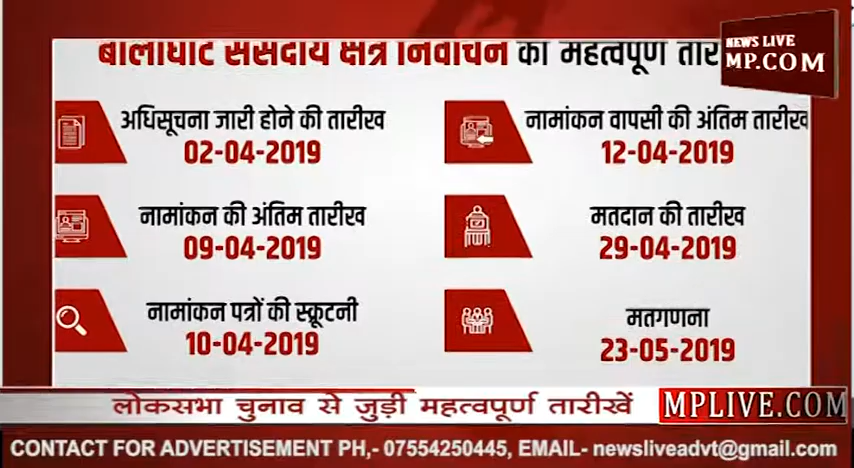 बालाघाट संसदीय क्षेत्र निर्वाचन की महत्वपूर्ण
NEWS LIVE
MP.COM
अधिसूचना जारी होने की तारीख
02-04-2019
नामांकन वापसी की अंतिम तारीख
12-04-2019
नामांकन की अंतिम तारीख
09-04-2019
मतदान की तारीख
29-04-2019
नामांकन पत्रों की स्क्रूटनी
10-04-2019
मतगणना
23-05-2019
लोकसभा चुनाव से जुड़ी महत्वपूर्ण तारीखें
MPLIVE.COM
CONTACT FOR ADVERTISEMENT PH,- 07554250445, EMAIL- newsliveadvt@gmail.com